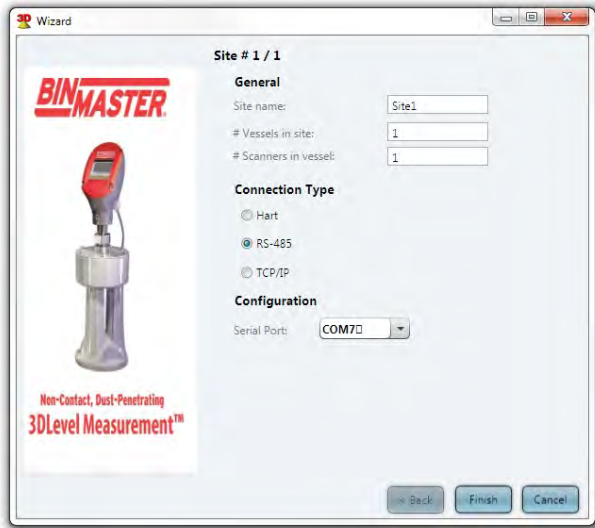 3D Wizard
Site # 1 / 1
General
Site name: Site1
# Vessels in site: 1
# Scanners in vessel: 1
Connection Type
Hart
RS-485
TCP/IP
Configuration
Serial Port: COM7▯
BINMASTER®
Non-Contact, Dust-Penetrating
3DLevel Measurement™
< Back Finish Cancel